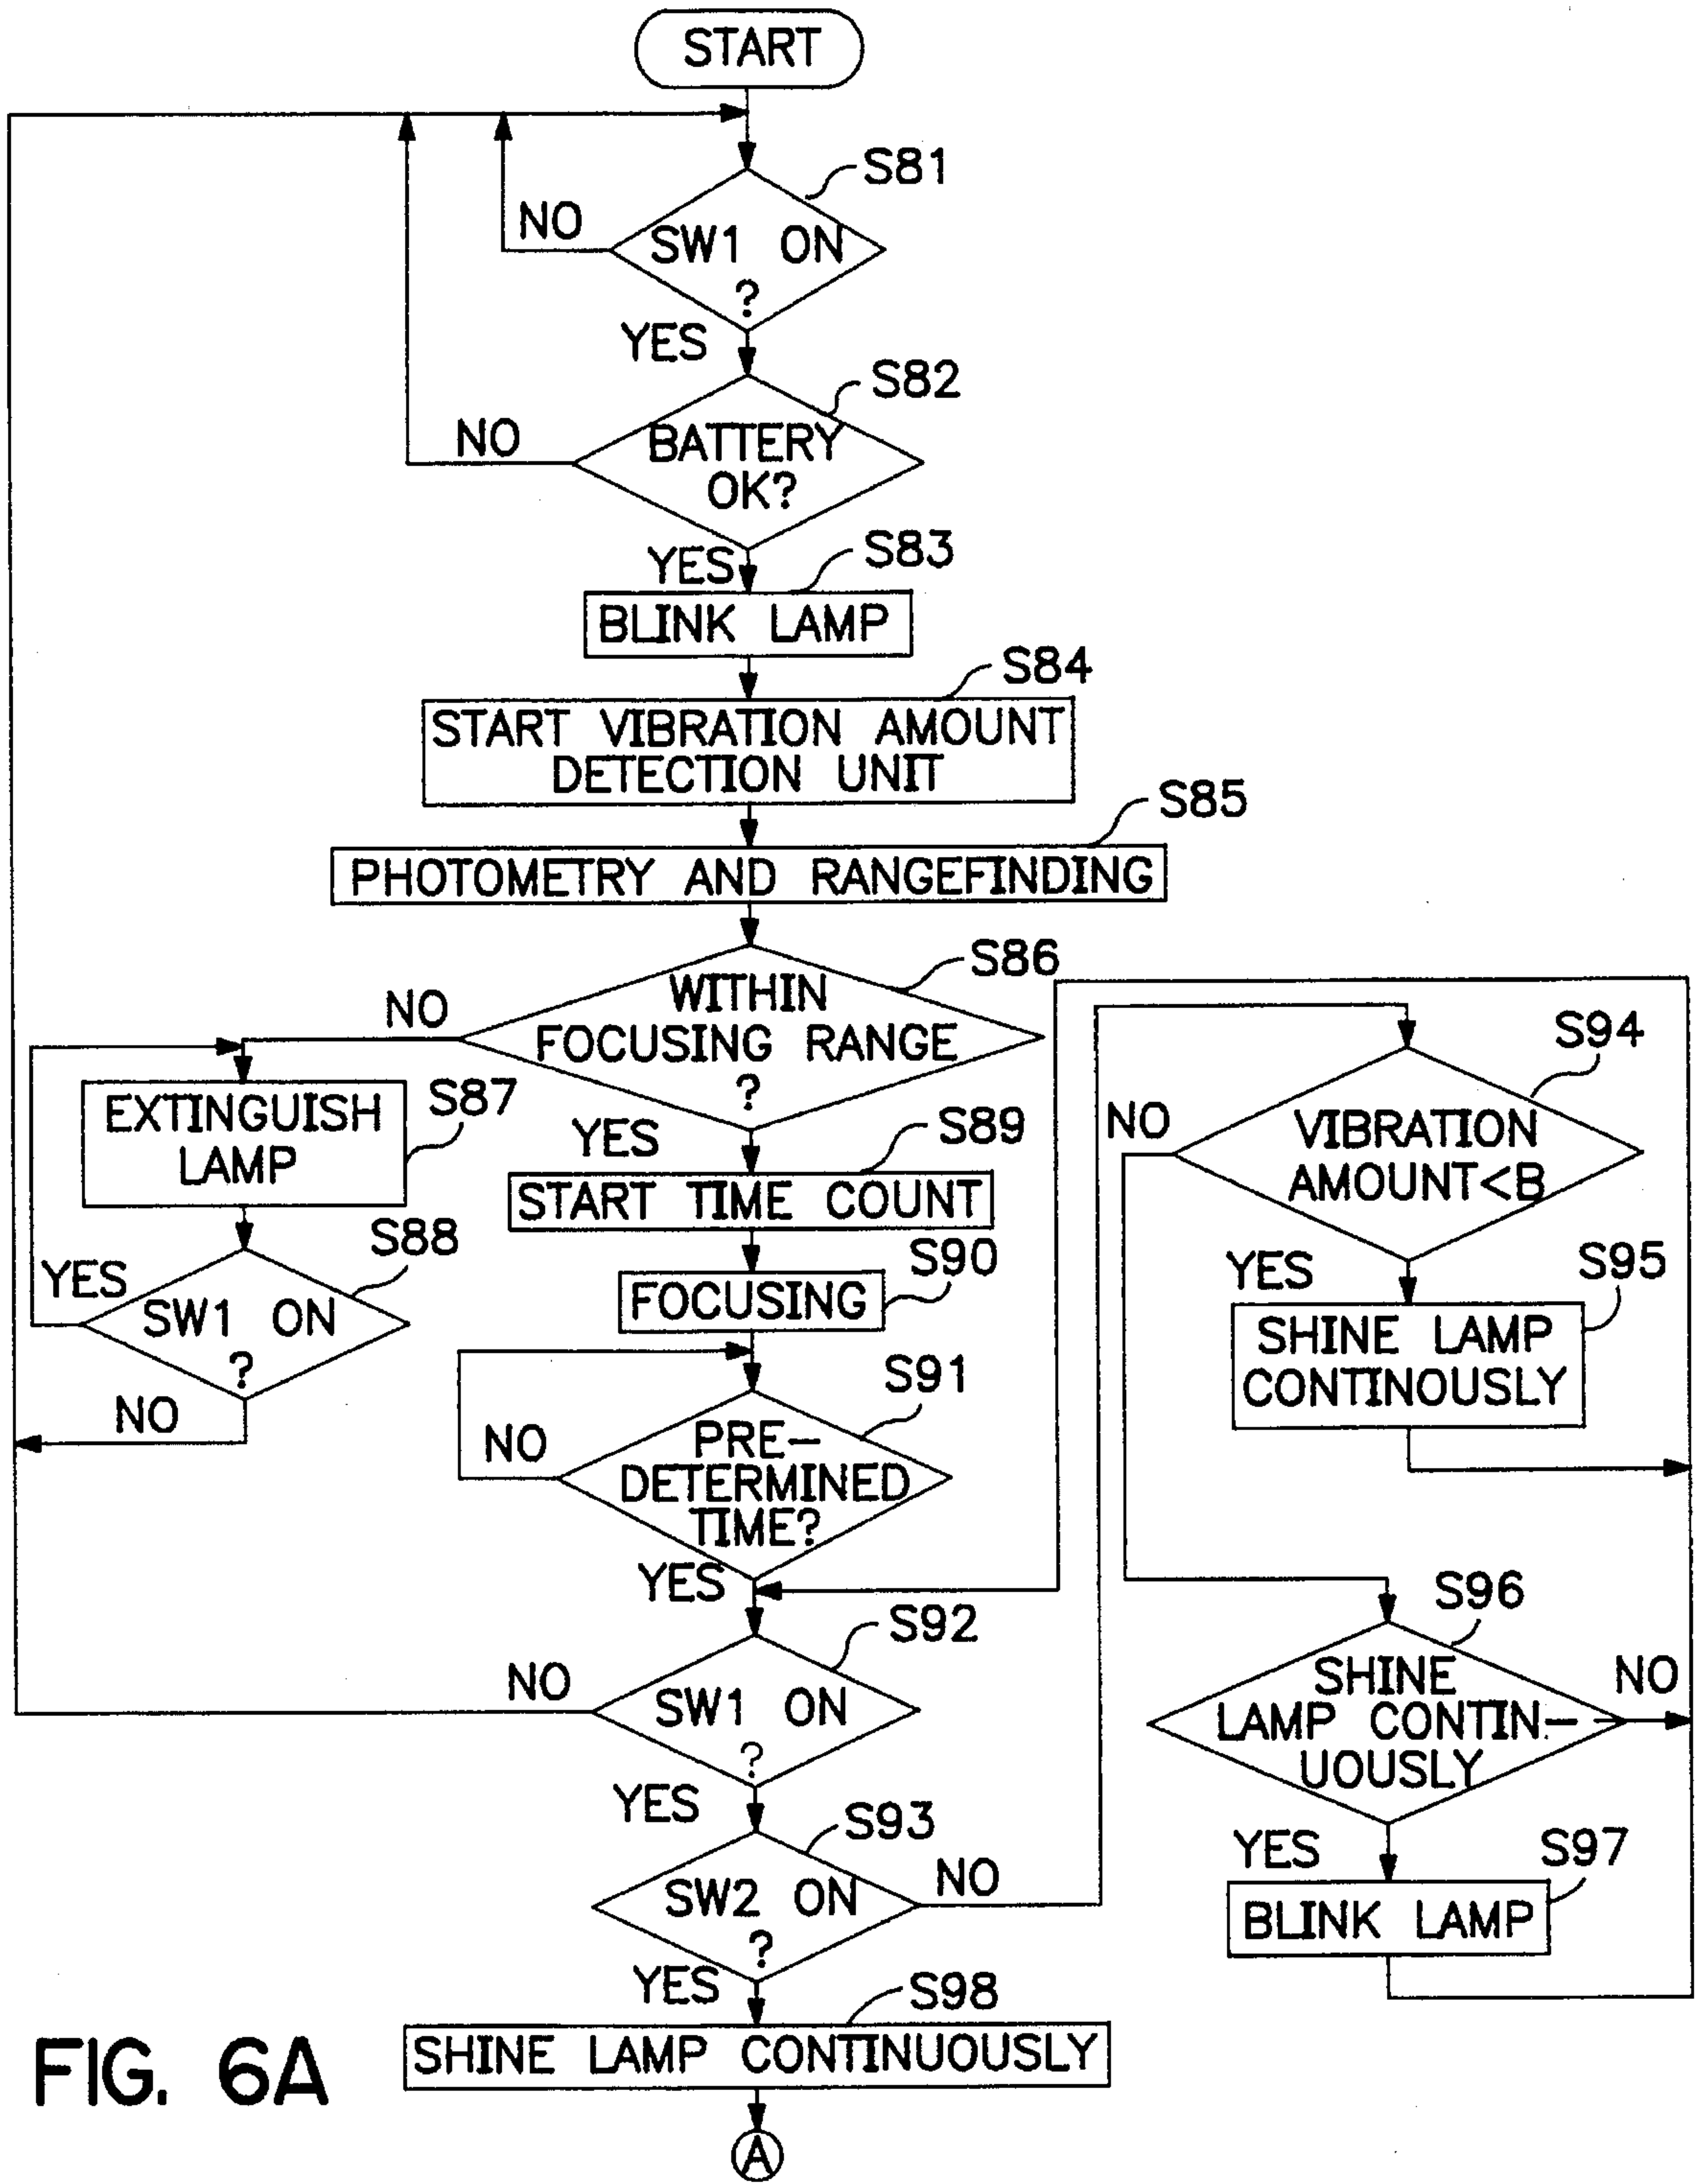 START
S81
NO
SW1 ON
?
YES
S82
NO
BATTERY
OK?
YES
S83
BLINK LAMP
S84
START VIBRATION AMOUNT
DETECTION UNIT
S85
PHOTOMETRY AND RANGEFINDING
S86
NO
WITHIN
FOCUSING RANGE
?
YES
EXTINGUISH
LAMP
S87
S88
YES
SW1 ON
?
NO
S89
START TIME COUNT
S90
FOCUSING
S91
NO
PRE-
DETERMINED
TIME?
YES
S92
NO
SW1 ON
?
YES
S93
SW2 ON
?
NO
YES
S94
NO
VIBRATION
AMOUNT<B
YES
S95
SHINE LAMP
CONTINOUSLY
S96
SHINE
LAMP CONTIN-
UOUSLY
NO
YES
S97
BLINK LAMP
S98
SHINE LAMP CONTINUOUSLY
A
FIG. 6A